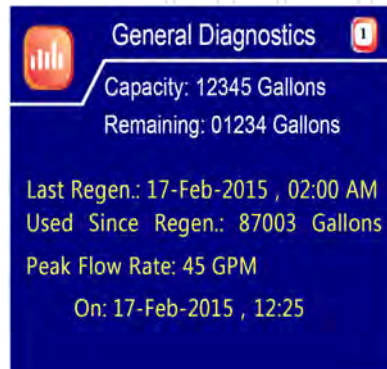 General Diagnostics
1
Capacity: 12345 Gallons
Remaining: 01234 Gallons
Last Regen.: 17-Feb-2015 , 02:00 AM
Used Since Regen.: 87003 Gallons
Peak Flow Rate: 45 GPM
On: 17-Feb-2015 , 12:25